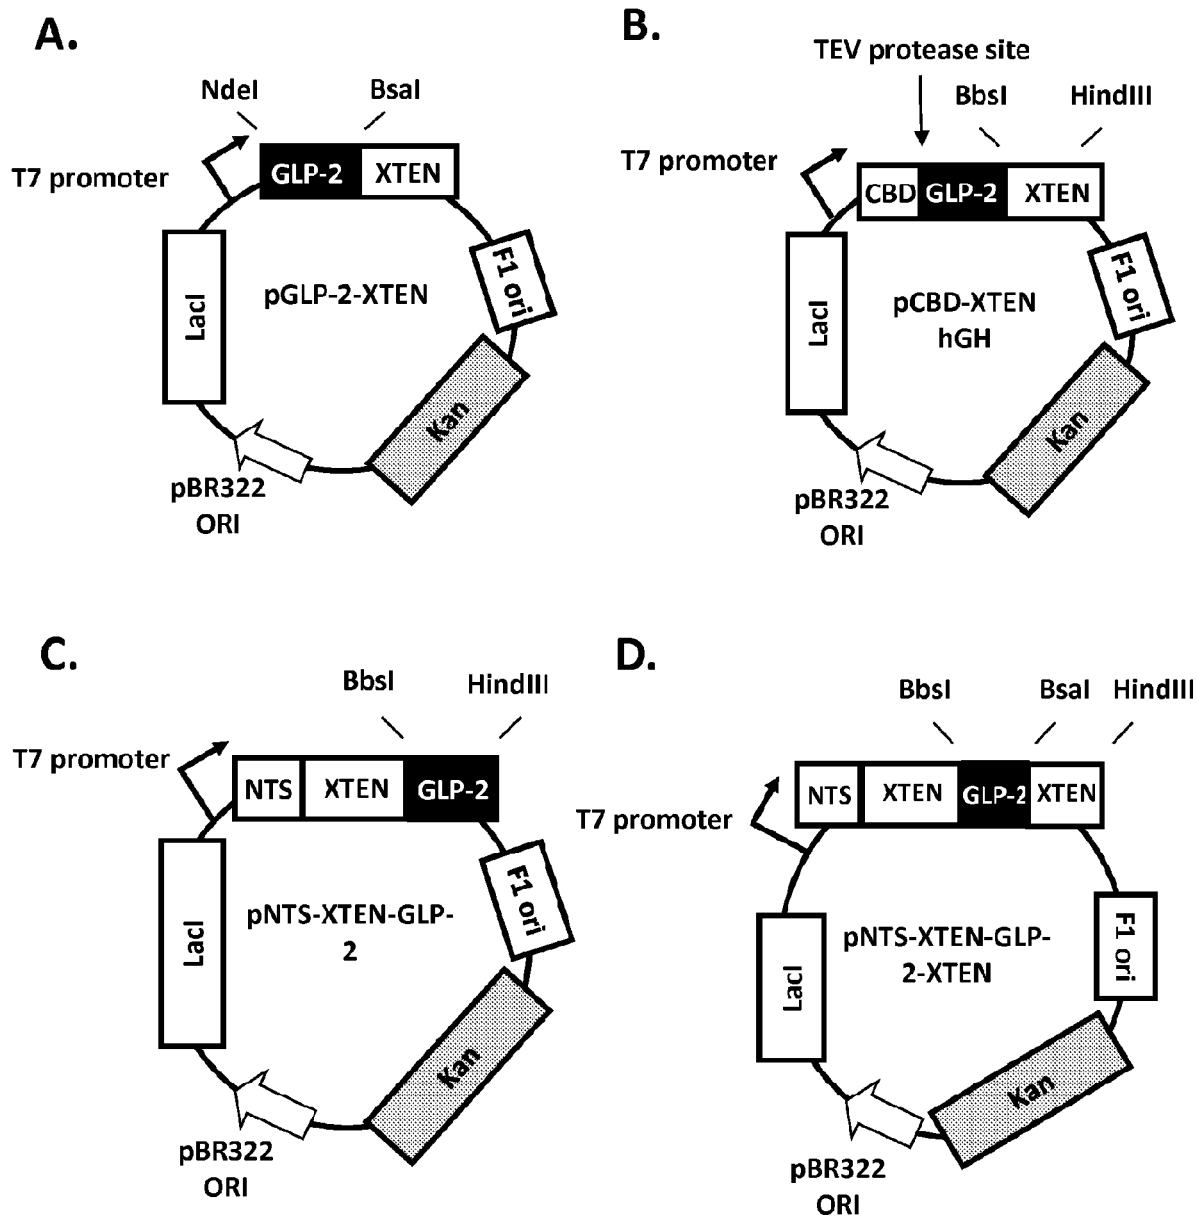 A.
NdeI
BsaI
T7 promoter
GLP-2
XTEN
LacI
pGLP-2-XTEN
F1 ori
Kan
pBR322
ORI
B.
TEV protease site
BbsI
HindIII
T7 promoter
CBD
GLP-2
XTEN
LacI
pCBD-XTEN
hGH
F1 ori
Kan
pBR322
ORI
C.
BbsI
HindIII
T7 promoter
NTS
XTEN
GLP-2
LacI
pNTS-XTEN-GLP-
2
F1 ori
Kan
pBR322
ORI
D.
BbsI
BsaI
HindIII
T7 promoter
NTS
XTEN
GLP-2
XTEN
LacI
pNTS-XTEN-GLP-
2-XTEN
F1 ori
Kan
pBR322
ORI